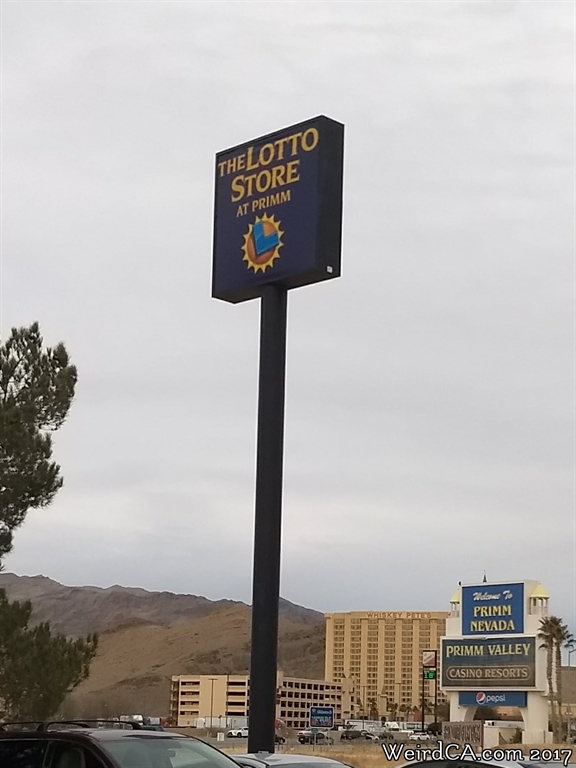 THE LOTTO
STORE
AT PRIMM
WHISKEY PETE'S
Welcome To
PRIMM
NEVADA
PRIMM VALLEY
CASINO RESORTS
pepsi
WeirdCA.com 2017